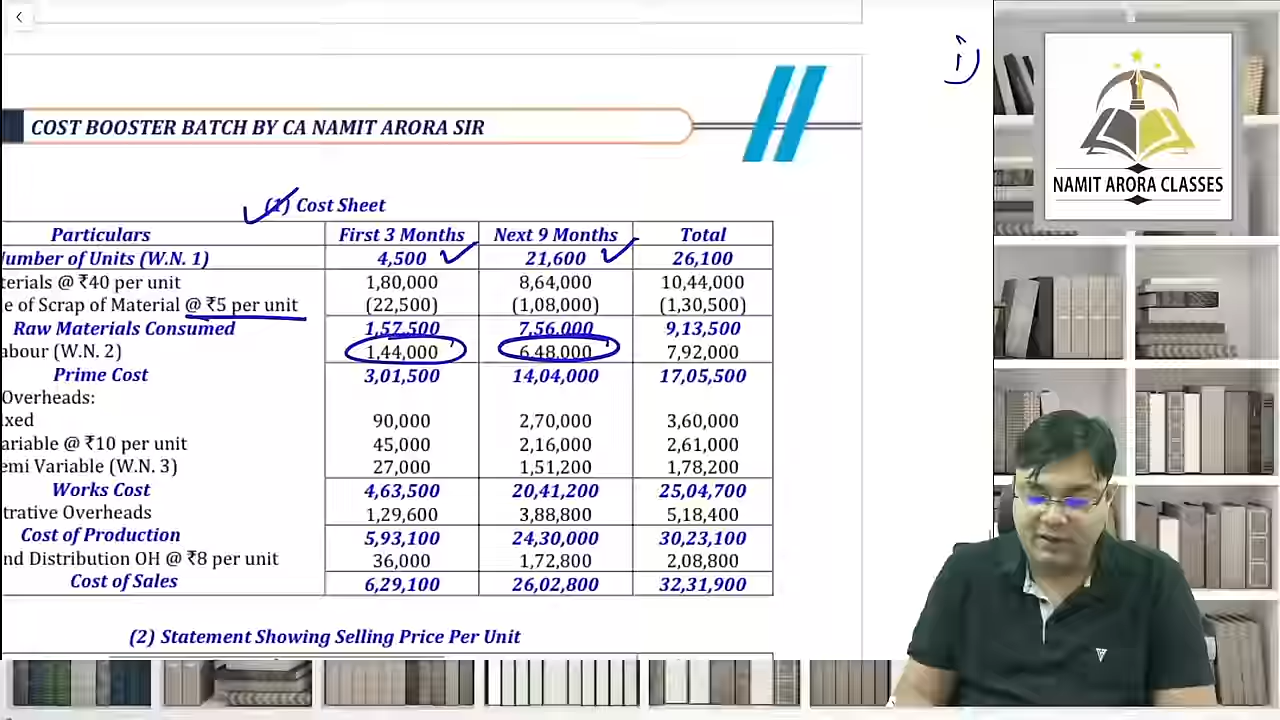 i)
COST BOOSTER BATCH BY CA NAMIT ARORA SIR
NAMIT ARORA CLASSES
(1) Cost Sheet
Particulars First 3 Months Next 9 Months Total
umber of Units (W.N. 1) 4,500 21,600 26,100
terials @ ₹40 per unit 1,80,000 8,64,000 10,44,000
e of Scrap of Material @ ₹5 per unit (22,500) (1,08,000) (1,30,500)
Raw Materials Consumed 1,57,500 7,56,000 9,13,500
abour (W.N. 2) 1,44,000 6,48,000 7,92,000
Prime Cost 3,01,500 14,04,000 17,05,500
Overheads:
ixed 90,000 2,70,000 3,60,000
ariable @ ₹10 per unit 45,000 2,16,000 2,61,000
emi Variable (W.N. 3) 27,000 1,51,200 1,78,200
Works Cost 4,63,500 20,41,200 25,04,700
trative Overheads 1,29,600 3,88,800 5,18,400
Cost of Production 5,93,100 24,30,000 30,23,100
nd Distribution OH @ ₹8 per unit 36,000 1,72,800 2,08,800
Cost of Sales 6,29,100 26,02,800 32,31,900
(2) Statement Showing Selling Price Per Unit